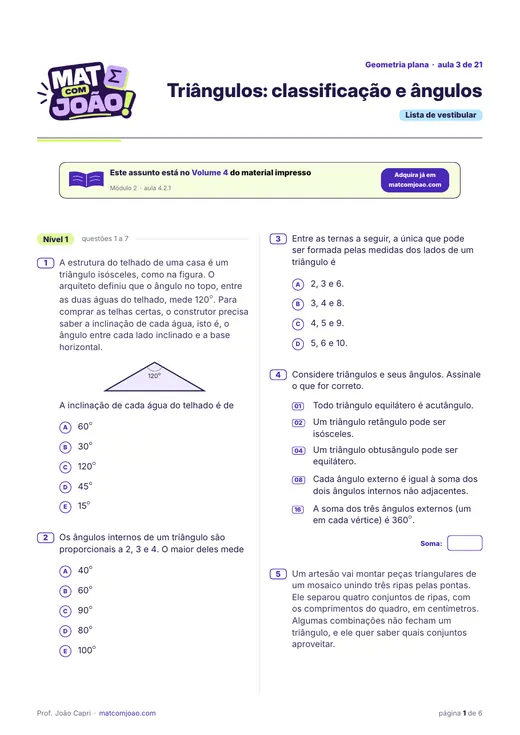 MAT
COM
JOÃO!
Σ
Geometria plana · aula 3 de 21
Triângulos: classificação e ângulos
Lista de vestibular
Este assunto está no Volume 4 do material impresso
Módulo 2 · aula 4.2.1
Adquira já em
matcomjoao.com
Nível 1 questões 1 a 7
1 A estrutura do telhado de uma casa é um
triângulo isósceles, como na figura. O
arquiteto definiu que o ângulo no topo, entre
as duas águas do telhado, mede 120°. Para
comprar as telhas certas, o construtor precisa
saber a inclinação de cada água, isto é, o
ângulo entre cada lado inclinado e a base
horizontal.
120°
A inclinação de cada água do telhado é de
A 60°
B 30°
C 120°
D 45°
E 15°
2 Os ângulos internos de um triângulo são
proporcionais a 2, 3 e 4. O maior deles mede
A 40°
B 60°
C 90°
D 80°
E 100°
3 Entre as ternas a seguir, a única que pode
ser formada pelas medidas dos lados de um
triângulo é
A 2, 3 e 6.
B 3, 4 e 8.
C 4, 5 e 9.
D 5, 6 e 10.
4 Considere triângulos e seus ângulos. Assinale
o que for correto.
01 Todo triângulo equilátero é acutângulo.
02 Um triângulo retângulo pode ser
isósceles.
04 Um triângulo obtusângulo pode ser
equilátero.
08 Cada ângulo externo é igual à soma dos
dois ângulos internos não adjacentes.
16 A soma dos três ângulos externos (um
em cada vértice) é 360°.
Soma:
5 Um artesão vai montar peças triangulares de
um mosaico unindo três ripas pelas pontas.
Ele separou quatro conjuntos de ripas, com
os comprimentos do quadro, em centímetros.
Algumas combinações não fecham um
triângulo, e ele quer saber quais conjuntos
aproveitar.
Prof. João Capri · matcomjoao.com
página 1 de 6